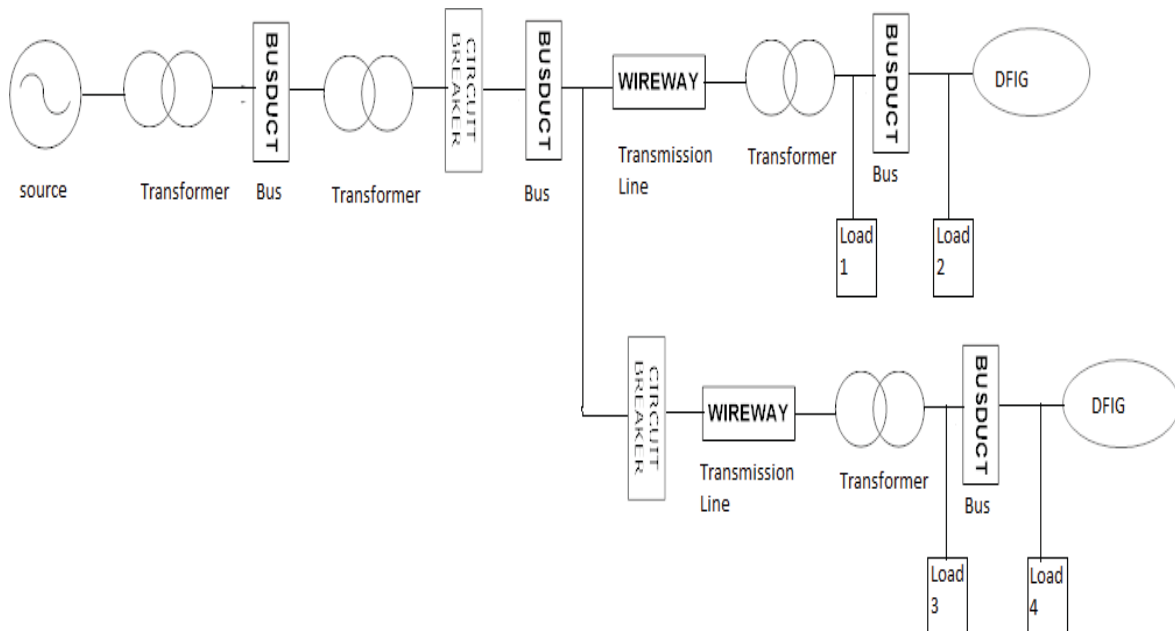 BUSDUCT
CIRCUIT
BREAKER
BUSDUCT
WIREWAY
BUSDUCT
DFIG
source
Transformer
Bus
Transformer
Bus
Transmission
Line
Transformer
Bus
Load
1
Load
2
CIRCUIT
BREAKER
WIREWAY
BUSDUCT
DFIG
Transmission
Line
Transformer
Bus
Load
3
Load
4